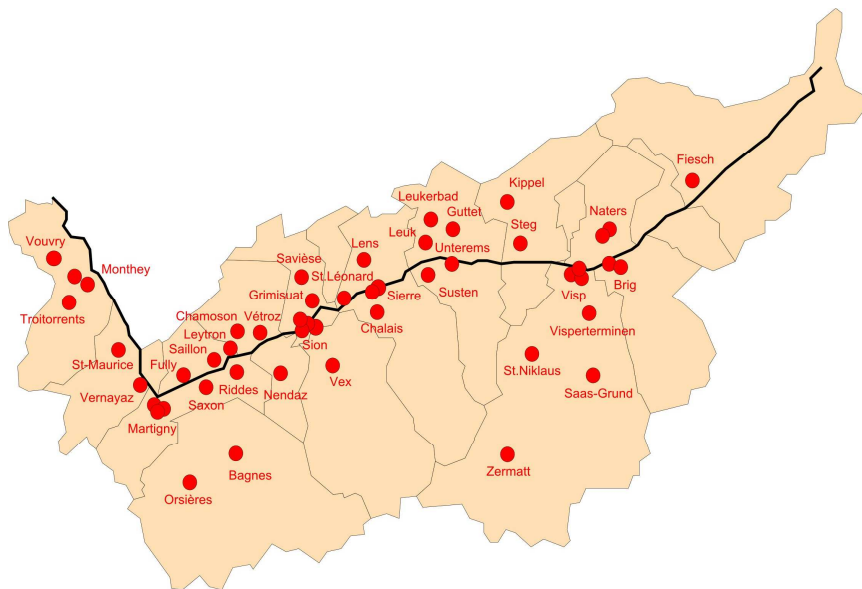 Fiesch
Kippel
Leukerbad
Guttet
Naters
Steg
Leuk
Vouvry
Unterems
Savièse
Lens
Monthey
St.Léonard
Brig
Susten
Visp
Grimisuat
Sierre
Troitorrents
Chamoson
Vétroz
Chalais
Visperterminen
Leytron
Sion
Saillon
St-Maurice
Fully
St.Niklaus
Vex
Riddes
Nendaz
Saas-Grund
Vernayaz
Saxon
Martigny
Zermatt
Bagnes
Orsières